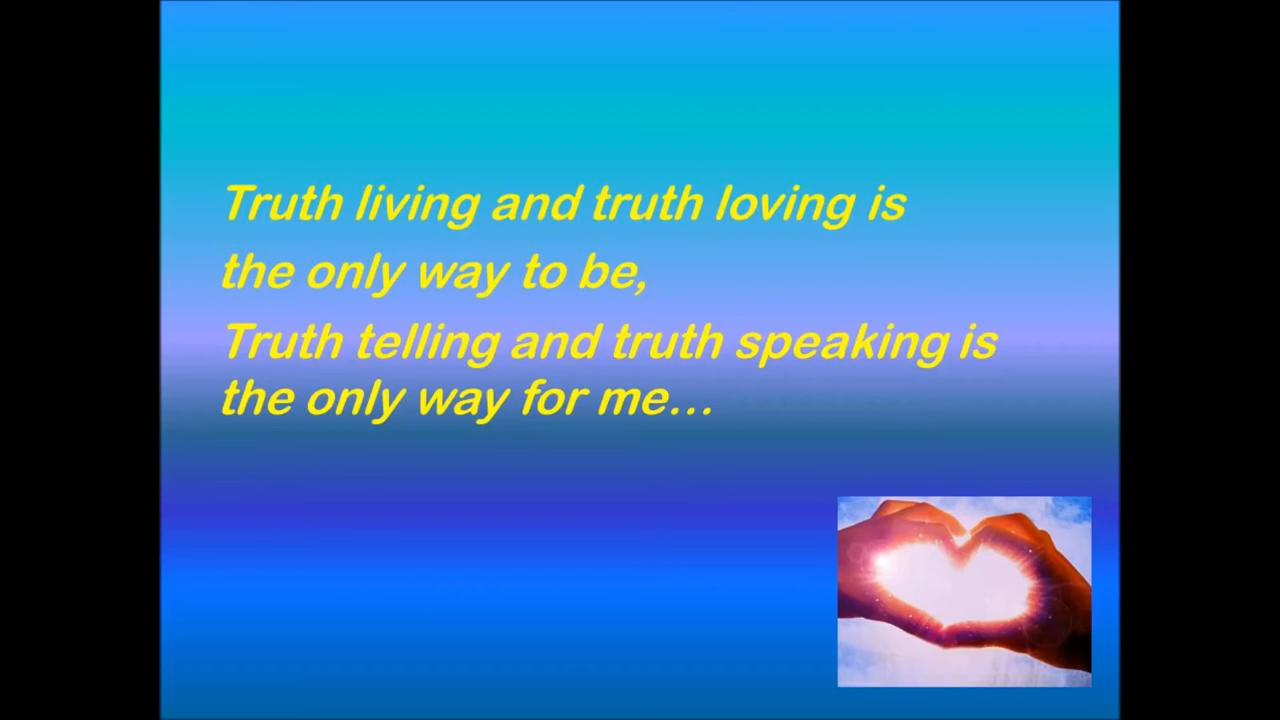 Truth living and truth loving is
the only way to be,
Truth telling and truth speaking is
the only way for me...